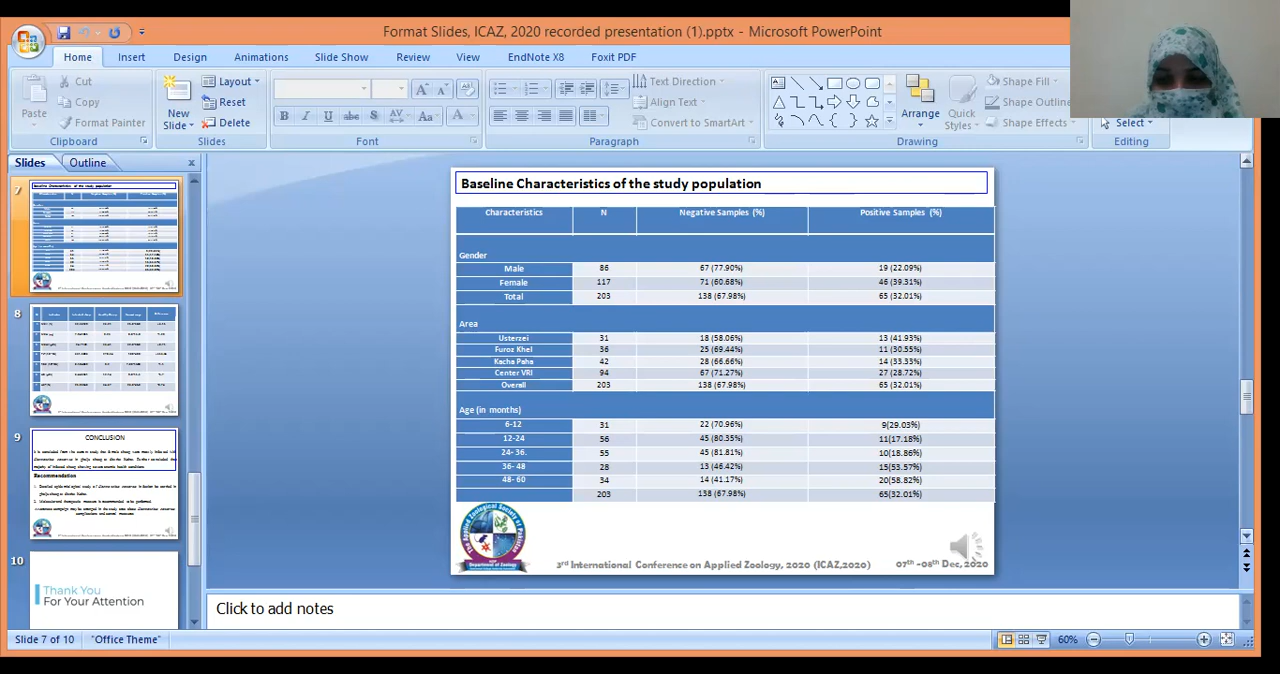 Format Slides, ICAZ, 2020 recorded presentation (1).pptx - Microsoft PowerPoint
Home Insert Design Animations Slide Show Review View EndNote X8 Foxit PDF
Cut Layout Text Direction Shape Fill
Copy Reset Align Text Shape Outline
Paste Format Painter New Slide Delete Convert to SmartArt Arrange Quick Styles Shape Effects Select
Clipboard Slides Font Paragraph Drawing Editing
Slides Outline
Baseline Characteristics of the study population
Characteristics N Negative Samples (%) Positive Samples (%)
Gender
Male 86 67 (77.90%) 19 (22.09%)
Female 117 71 (60.68%) 46 (39.31%)
Total 203 138 (67.98%) 65 (32.01%)
Area
Usterzei 31 18 (58.06%) 13 (41.93%)
Furoz Khel 36 25 (69.44%) 11 (30.55%)
Kacha Paha 42 28 (66.66%) 14 (33.33%)
Center VRI 94 67 (71.27%) 27 (28.72%)
Overall 203 138 (67.98%) 65 (32.01%)
Age (in months)
6-12 31 22 (70.96%) 9(29.03%)
12-24 56 45 (80.35%) 11(17.18%)
24- 36. 55 45 (81.81%) 10(18.86%)
36- 48 28 13 (46.42%) 15(53.57%)
48- 60 34 14 (41.17%) 20(58.82%)
203 138 (67.98%) 65(32.01%)
3rd International Conference on Applied Zoology, 2020 (ICAZ,2020) 07th -08th Dec, 2020
7
8
9
CONCLUSION
Recommendation
10
Thank You
For Your Attention
Click to add notes
Slide 7 of 10 "Office Theme" 60%